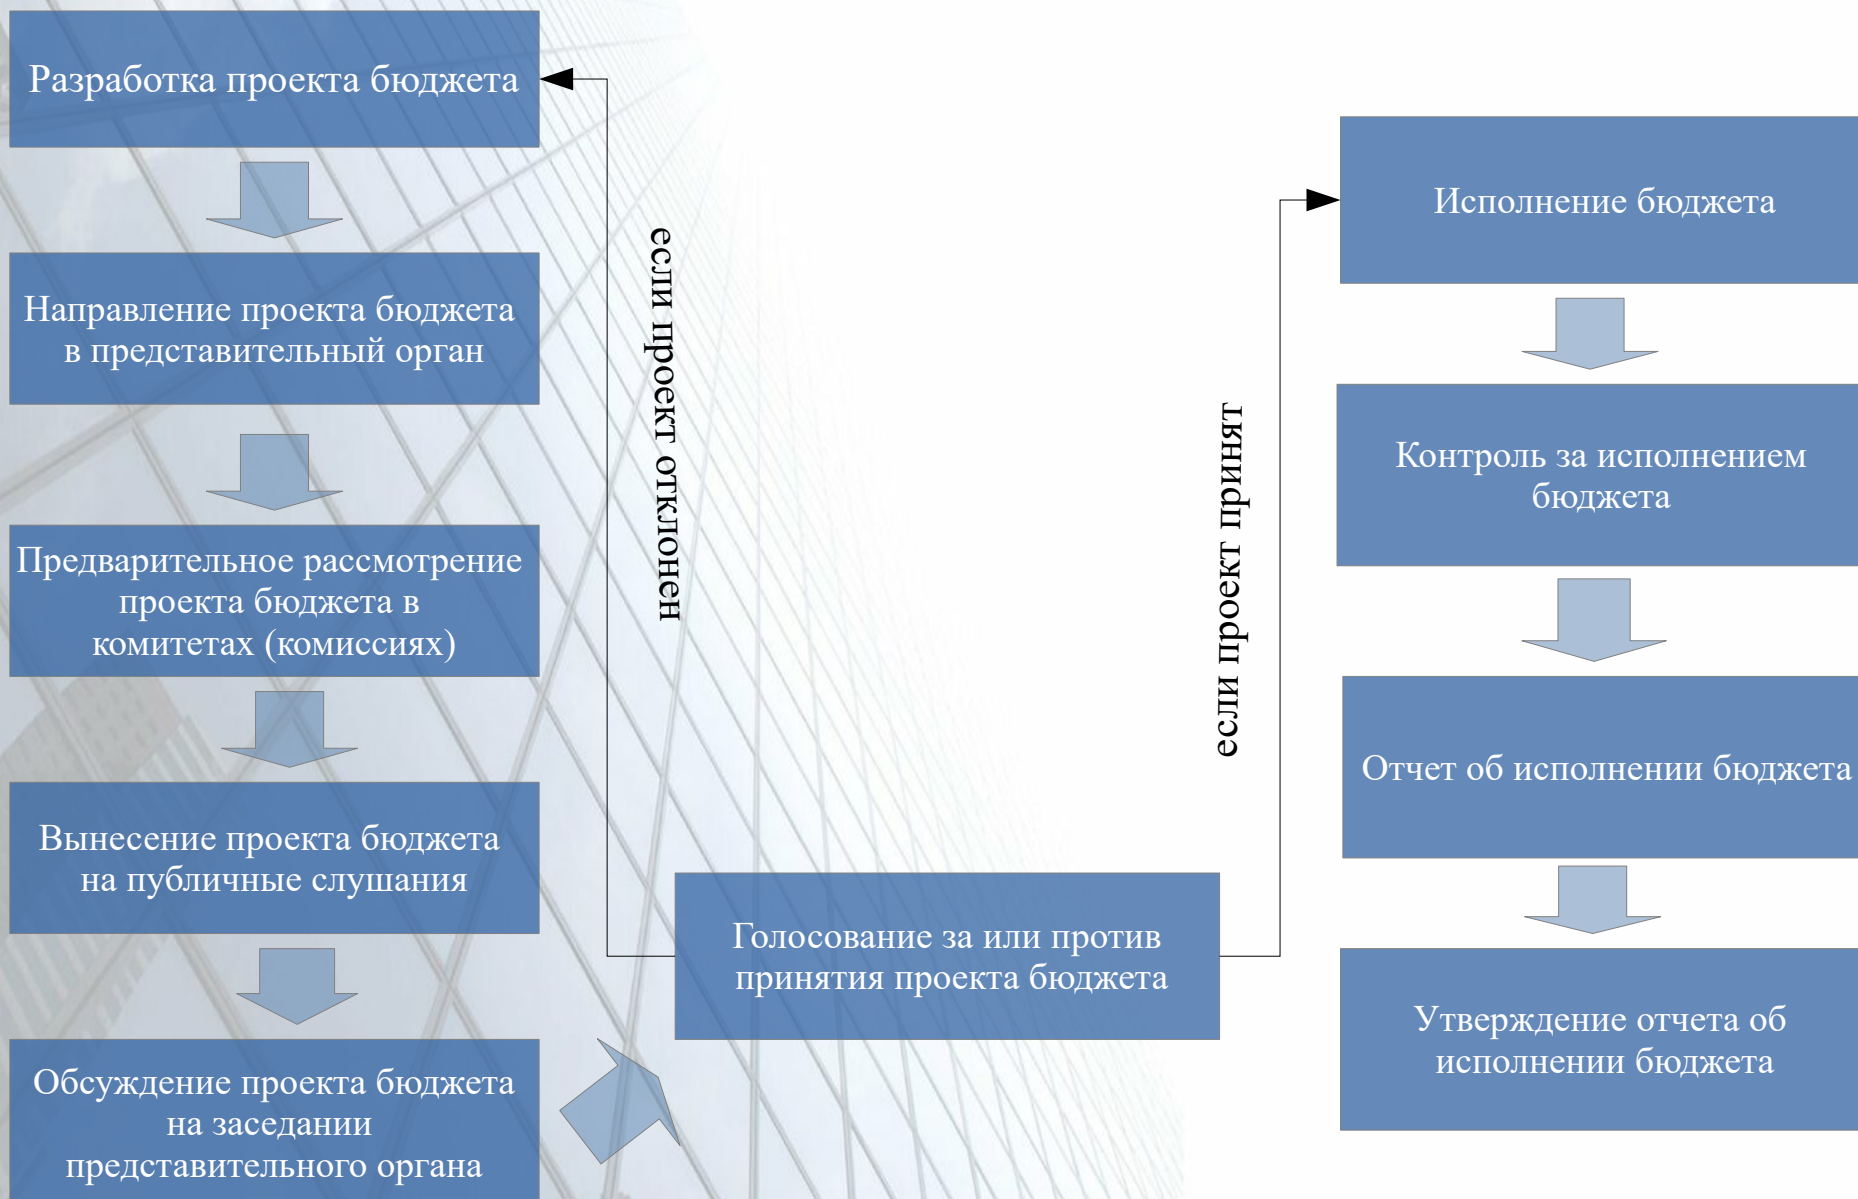 Разработка проекта бюджета
Направление проекта бюджета
в представительный орган
Предварительное рассмотрение
проекта бюджета в
комитетах (комиссиях)
Вынесение проекта бюджета
на публичные слушания
Обсуждение проекта бюджета
на заседании
представительного органа
если проект отклонен
Голосование за или против
принятия проекта бюджета
если проект принят
Исполнение бюджета
Контроль за исполнением
бюджета
Отчет об исполнении бюджета
Утверждение отчета об
исполнении бюджета